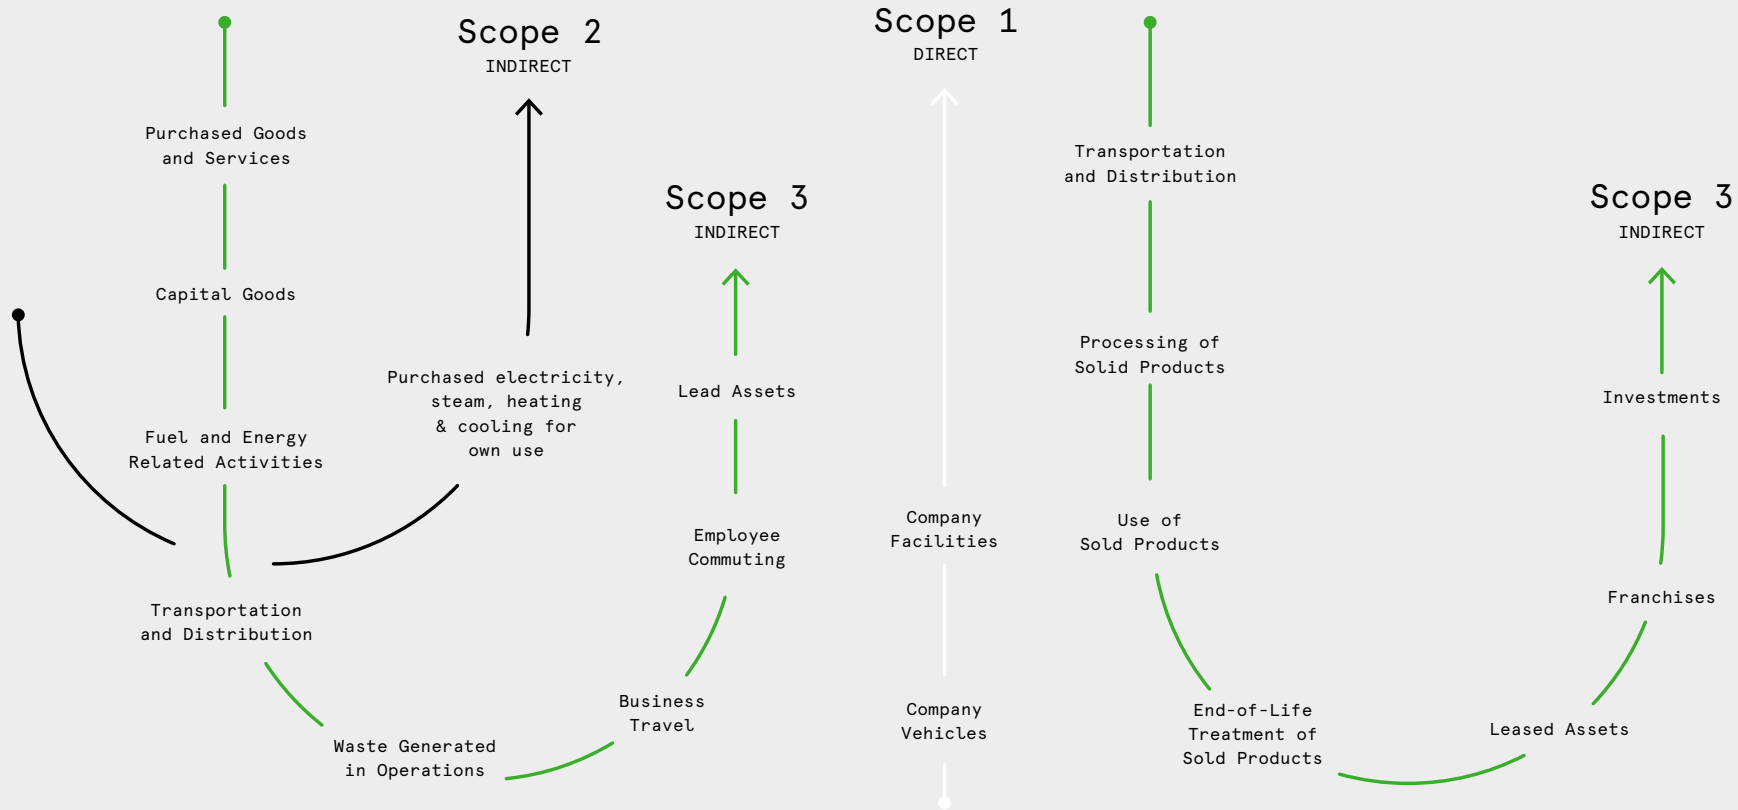 Scope 2
INDIRECT
Purchased Goods
and Services
Capital Goods
Fuel and Energy
Related Activities
Purchased electricity,
steam, heating
& cooling for
own use
Transportation
and Distribution
Waste Generated
in Operations
Business
Travel
Employee
Commuting
Lead Assets
Scope 3
INDIRECT
Scope 1
DIRECT
Company
Facilities
Company
Vehicles
Transportation
and Distribution
Processing of
Solid Products
Use of
Sold Products
End-of-Life
Treatment of
Sold Products
Leased Assets
Franchises
Investments
Scope 3
INDIRECT